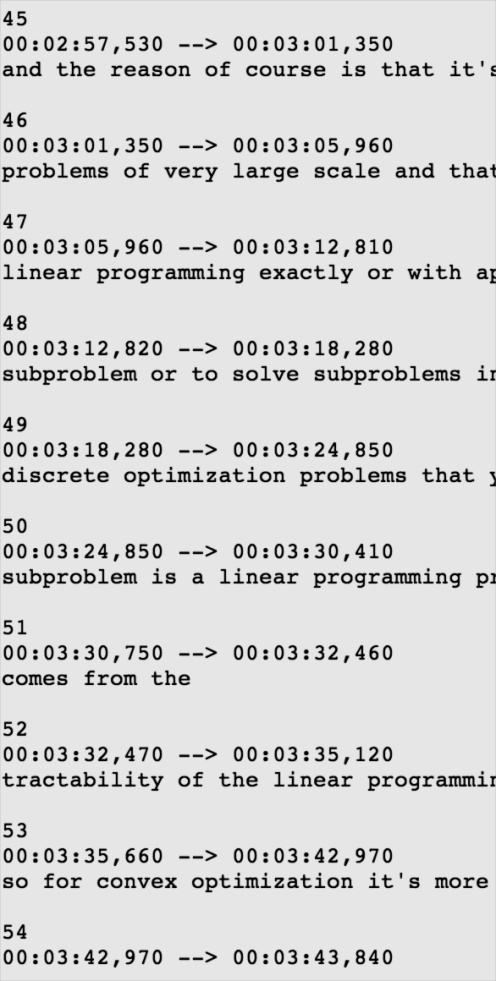 45
00:02:57,530 --> 00:03:01,350
and the reason of course is that it's

46
00:03:01,350 --> 00:03:05,960
problems of very large scale and that

47
00:03:05,960 --> 00:03:12,810
linear programming exactly or with ap

48
00:03:12,820 --> 00:03:18,280
subproblem or to solve subproblems in

49
00:03:18,280 --> 00:03:24,850
discrete optimization problems that y

50
00:03:24,850 --> 00:03:30,410
subproblem is a linear programming pr

51
00:03:30,750 --> 00:03:32,460
comes from the

52
00:03:32,470 --> 00:03:35,120
tractability of the linear programmin

53
00:03:35,660 --> 00:03:42,970
so for convex optimization it's more

54
00:03:42,970 --> 00:03:43,840